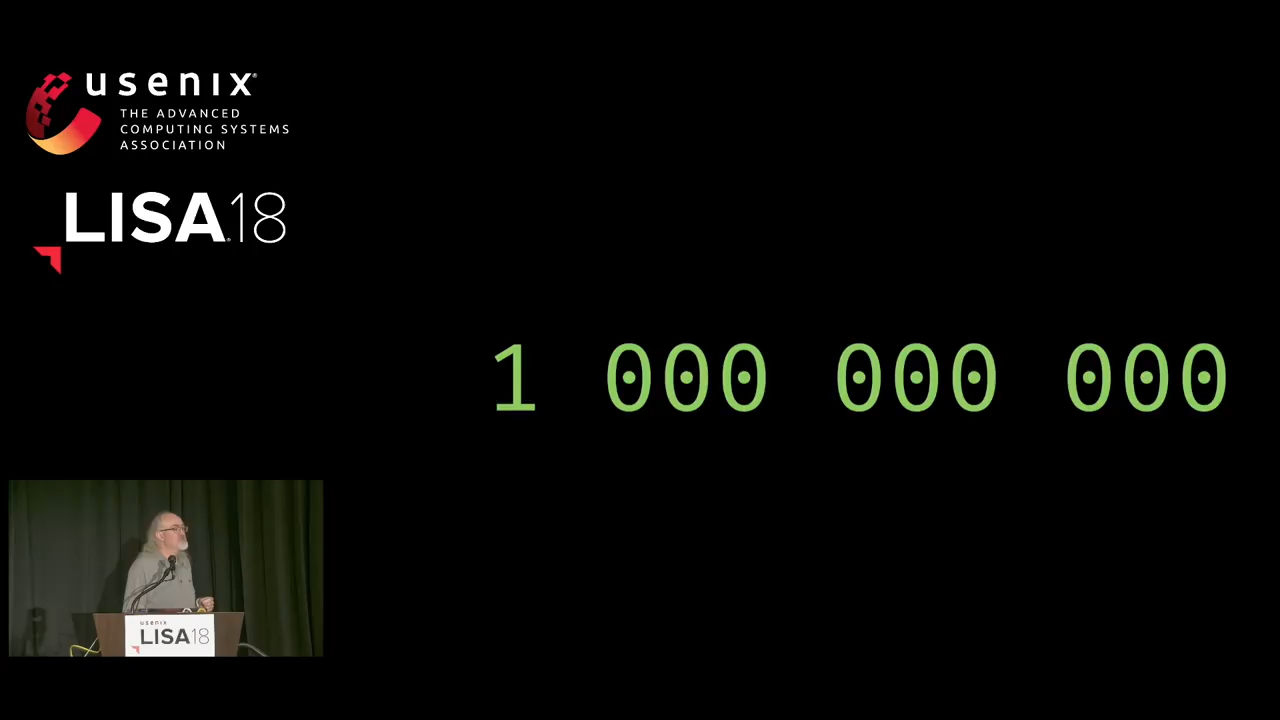 usenix®
THE ADVANCED
COMPUTING SYSTEMS
ASSOCIATION
LISA18
1 000 000 000
usenix
LISA18